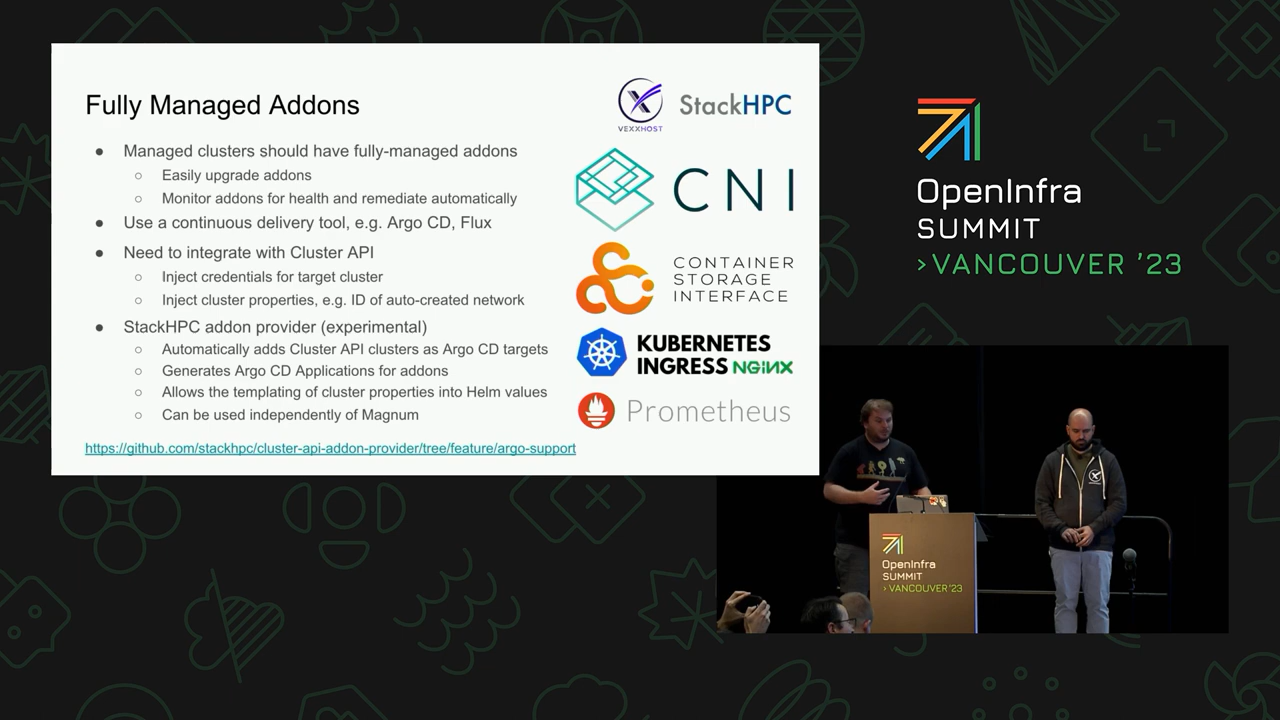 Fully Managed Addons
VEXXHOST
StackHPC
● Managed clusters should have fully-managed addons
○ Easily upgrade addons
○ Monitor addons for health and remediate automatically
● Use a continuous delivery tool, e.g. Argo CD, Flux
● Need to integrate with Cluster API
○ Inject credentials for target cluster
○ Inject cluster properties, e.g. ID of auto-created network
● StackHPC addon provider (experimental)
○ Automatically adds Cluster API clusters as Argo CD targets
○ Generates Argo CD Applications for addons
○ Allows the templating of cluster properties into Helm values
○ Can be used independently of Magnum
https://github.com/stackhpc/cluster-api-addon-provider/tree/feature/argo-support
CNI
CONTAINER
STORAGE
INTERFACE
KUBERNETES
INGRESS NGINX
Prometheus
OpenInfra
SUMMIT
>VANCOUVER '23
OpenInfra
SUMMIT
>VANCOUVER '23